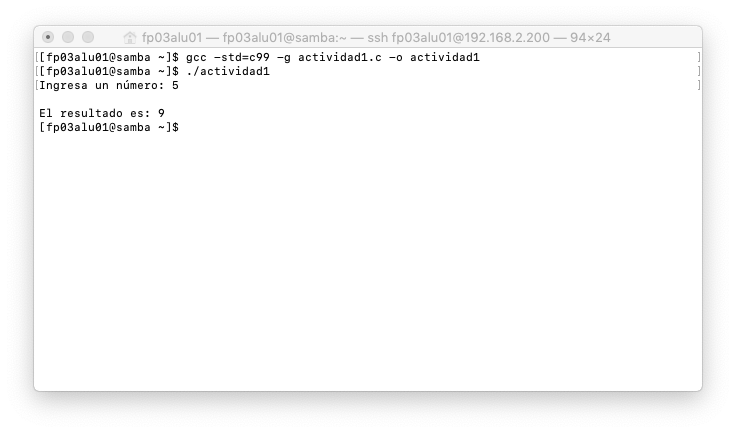 fp03alu01 — fp03alu01@samba:~ — ssh fp03alu01@192.168.2.200 — 94×24
[[fp03alu01@samba ~]$ gcc -std=c99 -g actividad1.c -o actividad1 ]
[[fp03alu01@samba ~]$ ./actividad1 ]
[Ingresa un número: 5 ]
El resultado es: 9
[fp03alu01@samba ~]$